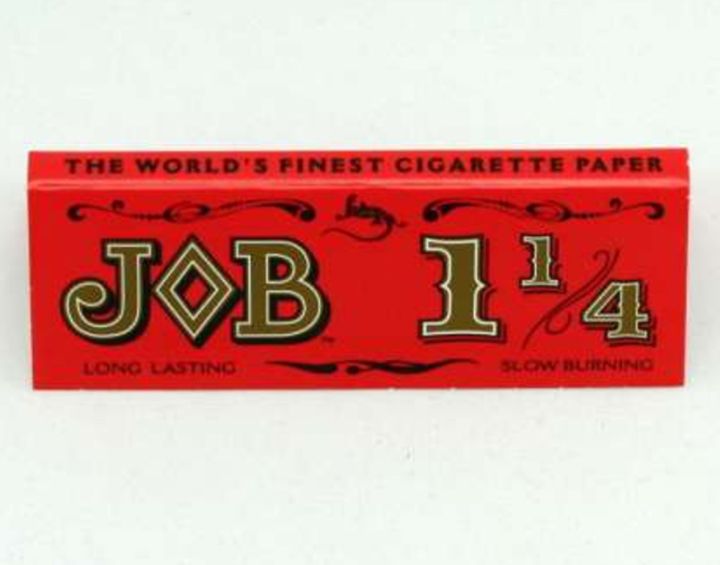 THE WORLD'S FINEST CIGARETTE PAPER
JOB 1 1/4
LONG LASTING SLOW BURNING